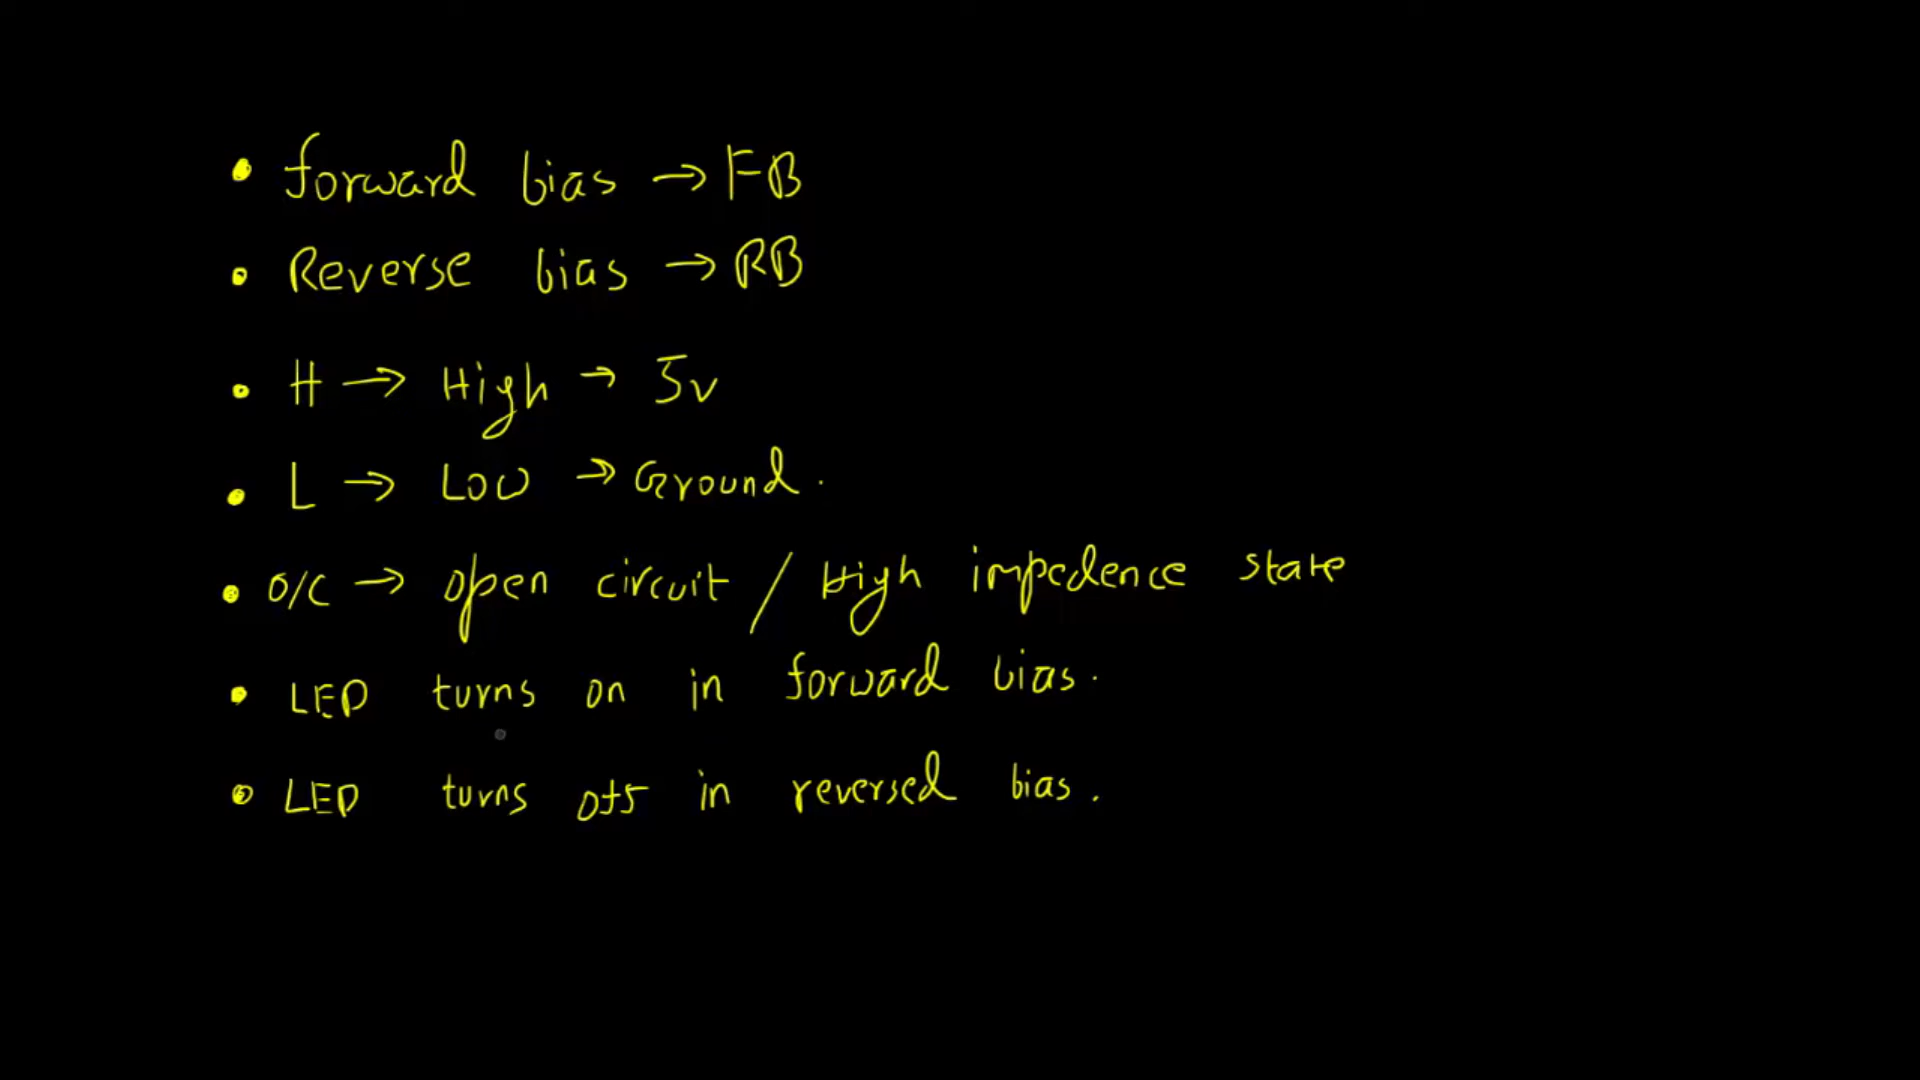 • forward bias → FB
• Reverse bias → RB
• H → High → 5v
• L → Low → Ground.
• O/C → open circuit / High impedence state
• LED turns on in forward bias.
• LED turns off in reversed bias.